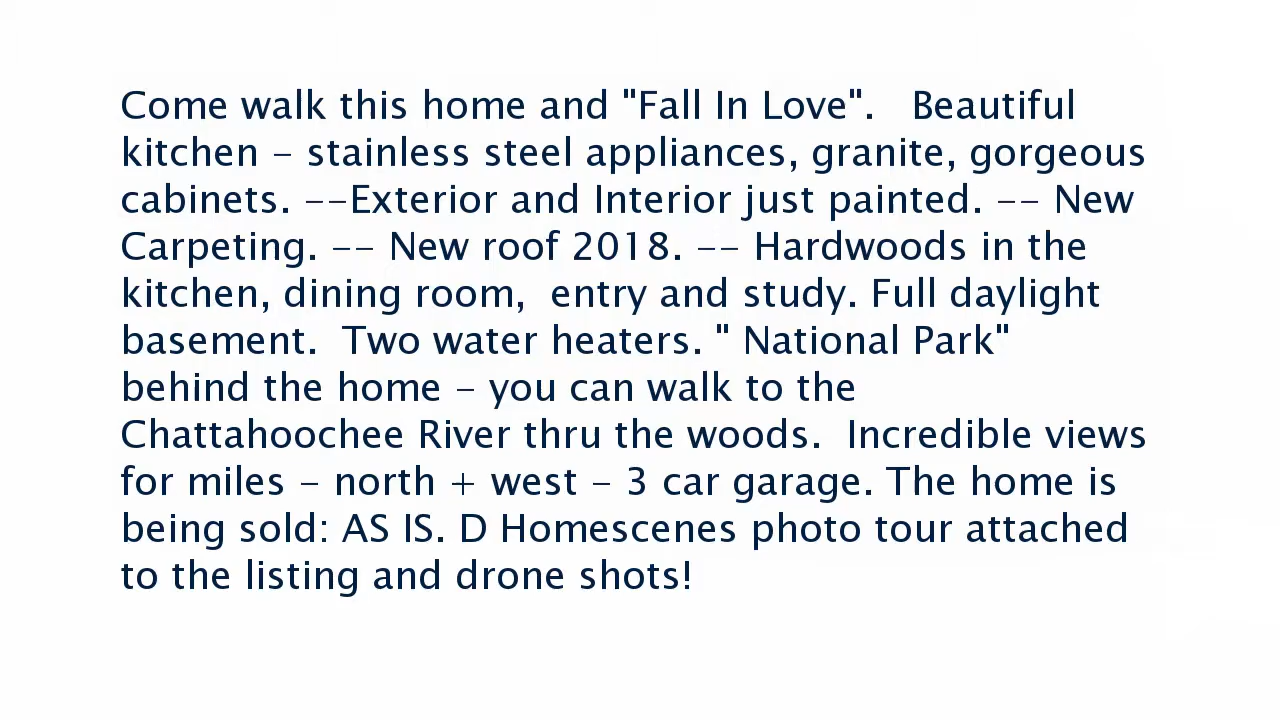 Come walk this home and "Fall In Love".   Beautiful
kitchen – stainless steel appliances, granite, gorgeous
cabinets. --Exterior and Interior just painted. -- New
Carpeting. -- New roof 2018. -- Hardwoods in the
kitchen, dining room,  entry and study. Full daylight
basement.  Two water heaters. " National Park"
behind the home – you can walk to the
Chattahoochee River thru the woods.  Incredible views
for miles – north + west – 3 car garage. The home is
being sold: AS IS. D Homescenes photo tour attached
to the listing and drone shots!